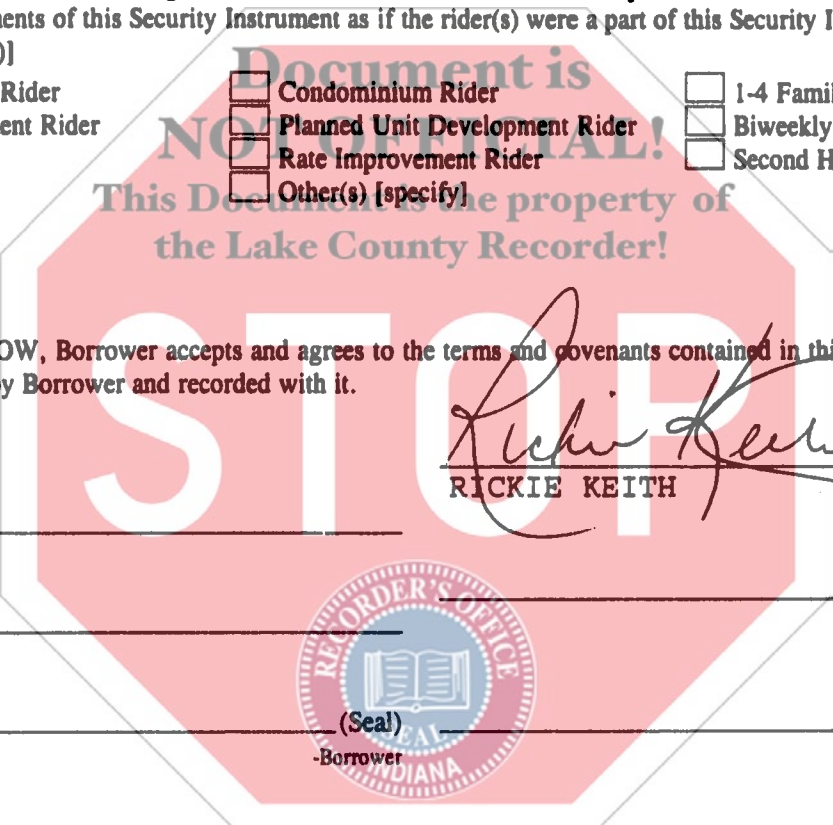 ents of this Security Instrument as if the rider(s) were a part of this Security I
)]
Rider
Condominium Rider
1-4 Famil
ent Rider
Planned Unit Development Rider
Biweekly
Rate Improvement Rider
Second H
Other(s) [specify]
Document is
NOT OFFICIAL!
This Document is the property of
the Lake County Recorder!
STOP
OW, Borrower accepts and agrees to the terms and covenants contained in thi
y Borrower and recorded with it.
Rickie Keith
RICKIE KEITH
(Seal)
-Borrower
RECORDER'S OFFICE
SEAL
INDIANA